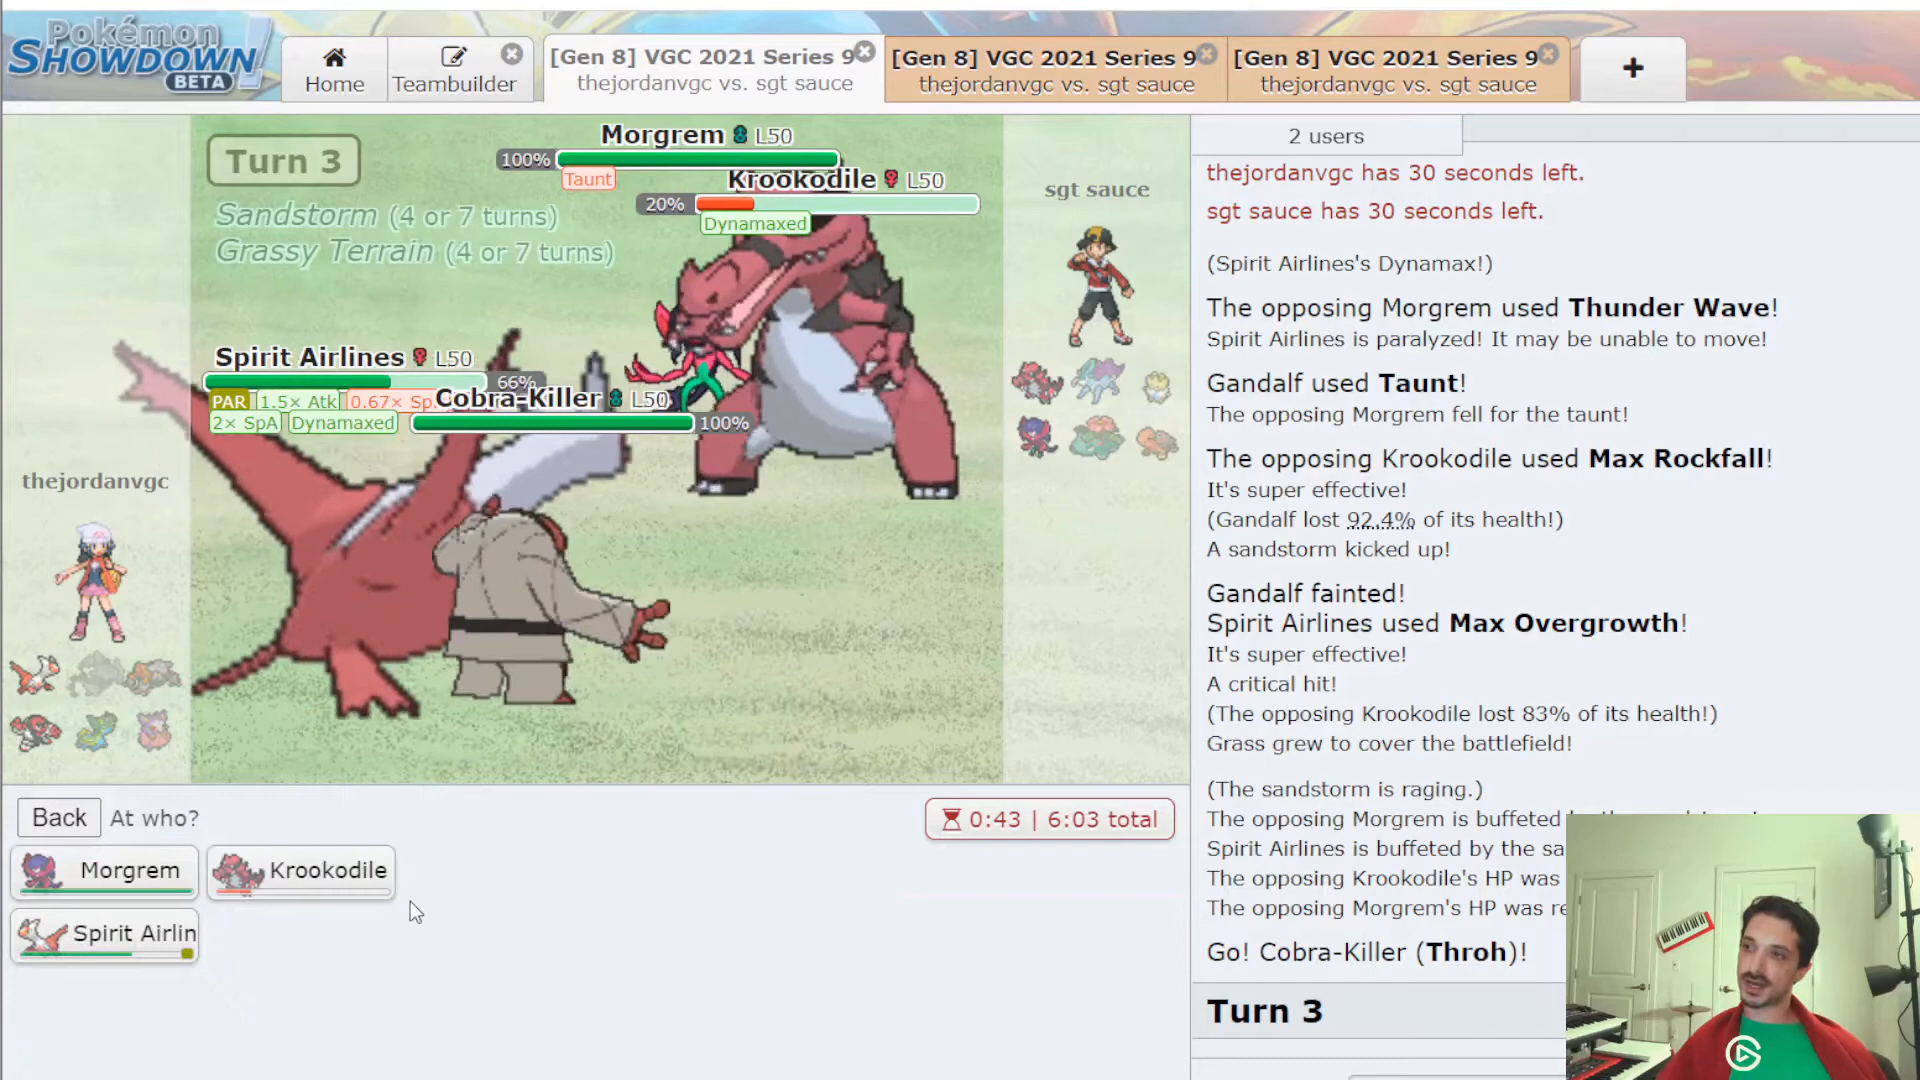 Pokémon
SHOWDOWN!
BETA
Home
Teambuilder
[Gen 8] VGC 2021 Series 9
thejordanvgc vs. sgt sauce
[Gen 8] VGC 2021 Series 9
thejordanvgc vs. sgt sauce
[Gen 8] VGC 2021 Series 9
thejordanvgc vs. sgt sauce
+
Turn 3
Sandstorm (4 or 7 turns)
Grassy Terrain (4 or 7 turns)
Morgrem L50
100%
Taunt
Krookodile L50
20%
Dynamaxed
Spirit Airlines L50
66%
PAR 1.5× Atk 0.67× Sp
2× SpA Dynamaxed
Cobra-Killer L50
100%
sgt sauce
thejordanvgc
Back At who?
0:43 | 6:03 total
Morgrem
Krookodile
Spirit Airlin
2 users
thejordanvgc has 30 seconds left.
sgt sauce has 30 seconds left.
(Spirit Airlines's Dynamax!)
The opposing Morgrem used Thunder Wave!
Spirit Airlines is paralyzed! It may be unable to move!
Gandalf used Taunt!
The opposing Morgrem fell for the taunt!
The opposing Krookodile used Max Rockfall!
It's super effective!
(Gandalf lost 92.4% of its health!)
A sandstorm kicked up!
Gandalf fainted!
Spirit Airlines used Max Overgrowth!
It's super effective!
A critical hit!
(The opposing Krookodile lost 83% of its health!)
Grass grew to cover the battlefield!
(The sandstorm is raging.)
The opposing Morgrem is buffeted
Spirit Airlines is buffeted by the sa
The opposing Krookodile's HP was
The opposing Morgrem's HP was re
Go! Cobra-Killer (Throh)!
Turn 3